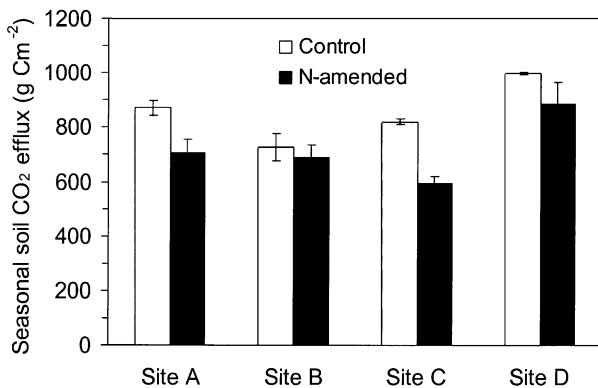 Seasonal soil CO₂ efflux (g Cm⁻²)
1200
1000
800
600
400
200
0
Control
N-amended
Site A Site B Site C Site D